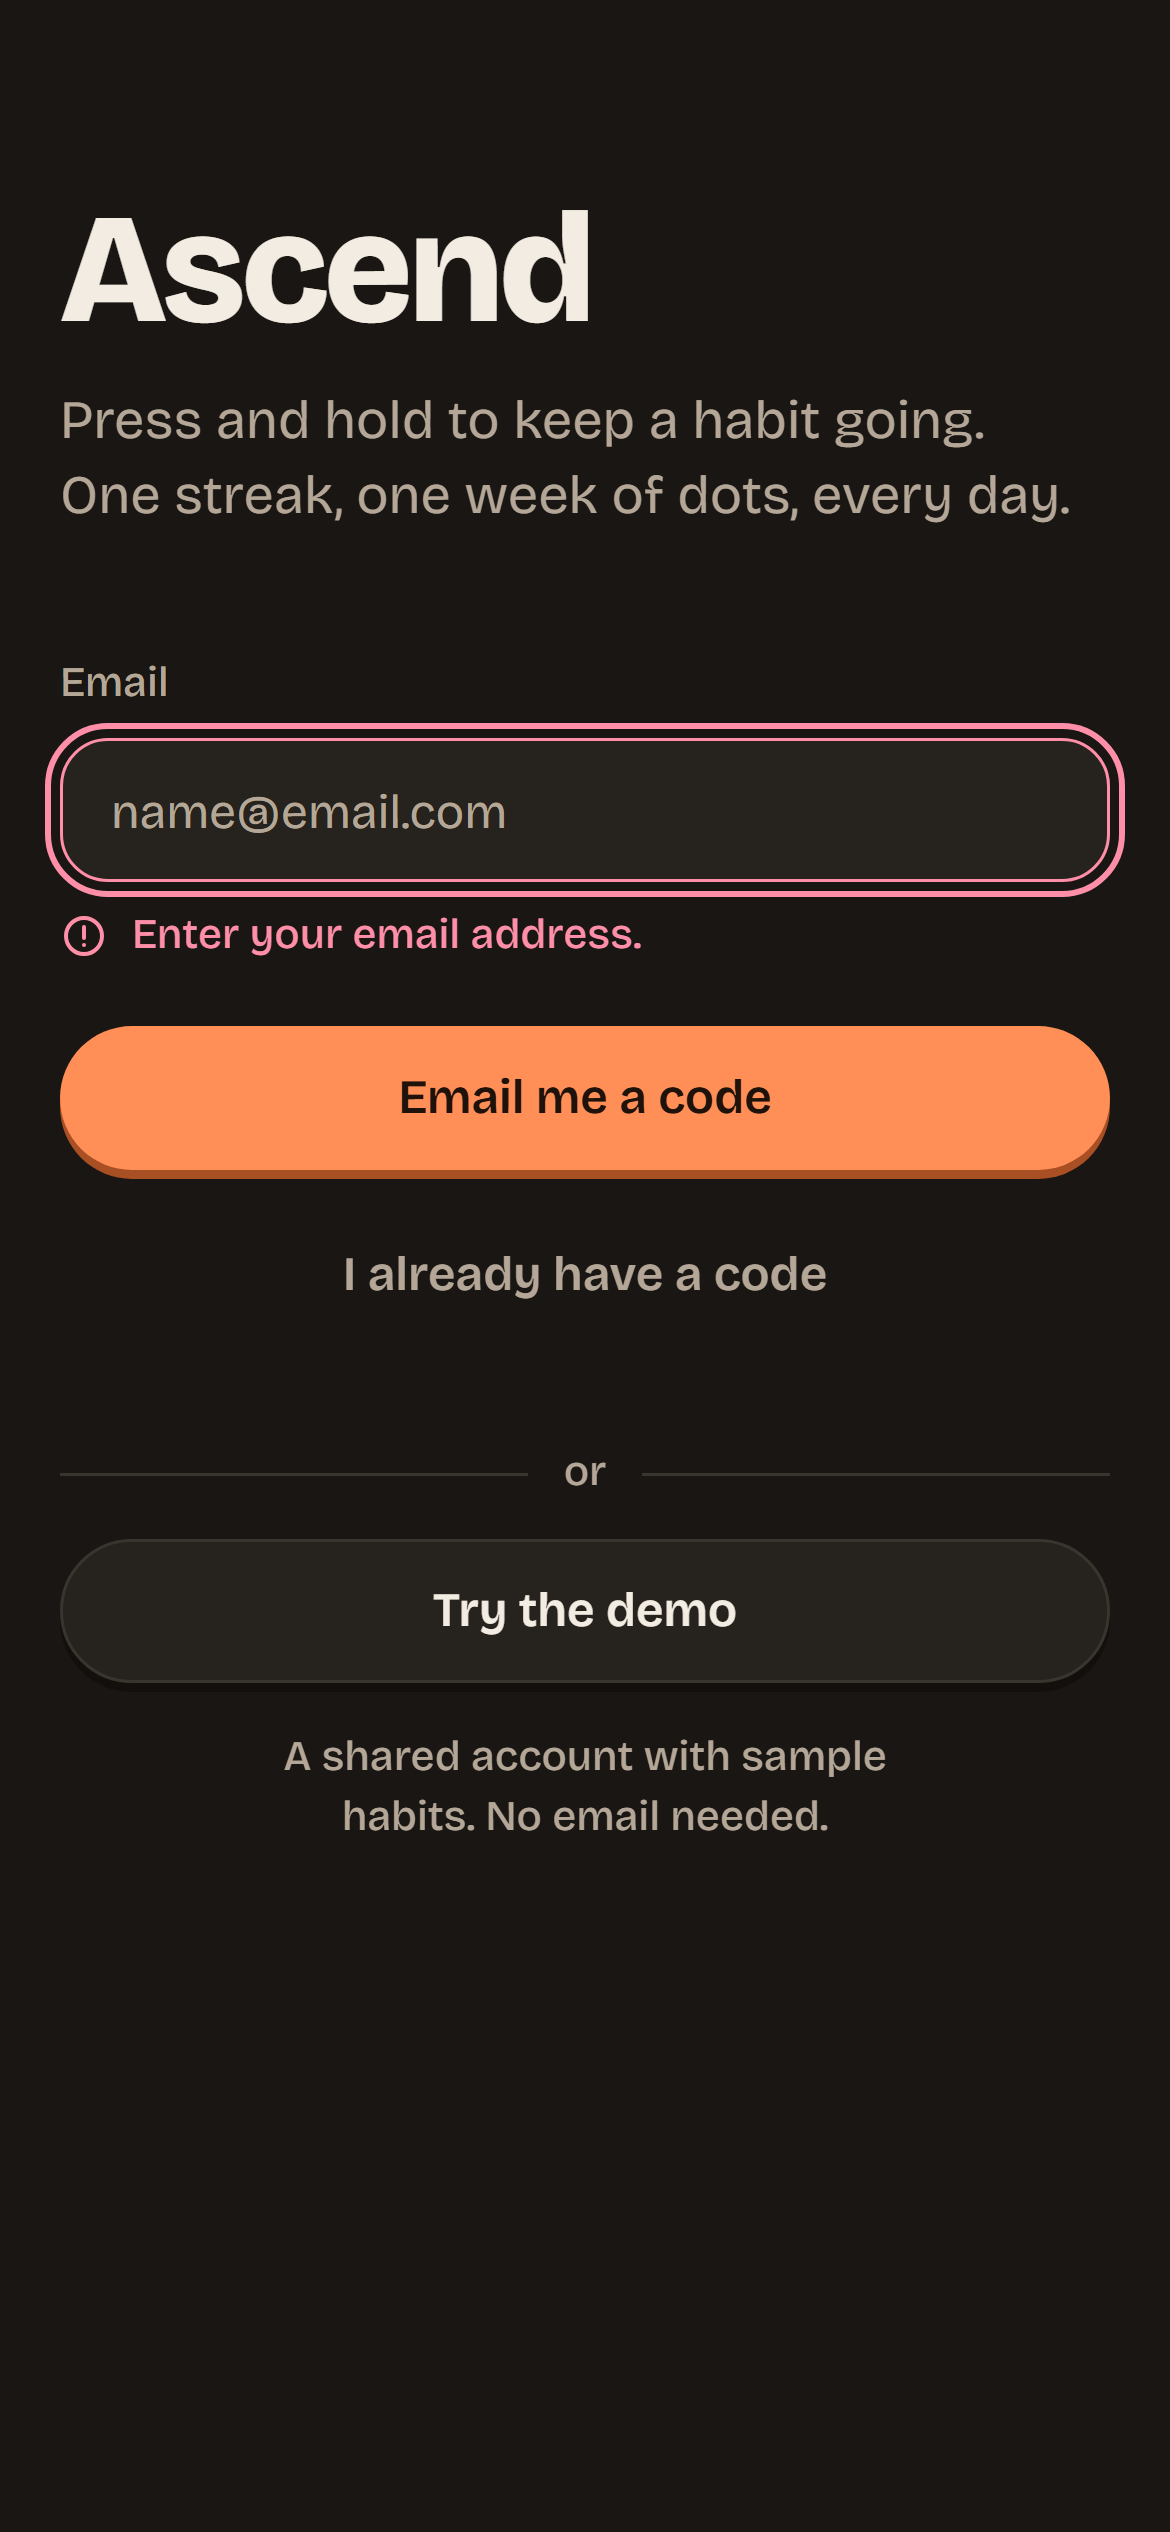 Ascend
Press and hold to keep a habit going.
One streak, one week of dots, every day.
Email
name@email.com
Enter your email address.
Email me a code
I already have a code
or
Try the demo
A shared account with sample
habits. No email needed.